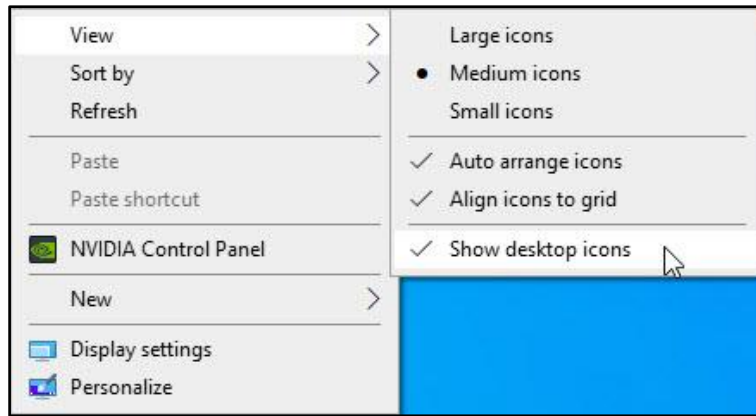 View
Sort by
Refresh
Paste
Paste shortcut
NVIDIA Control Panel
New
Display settings
Personalize
Large icons
Medium icons
Small icons
Auto arrange icons
Align icons to grid
Show desktop icons